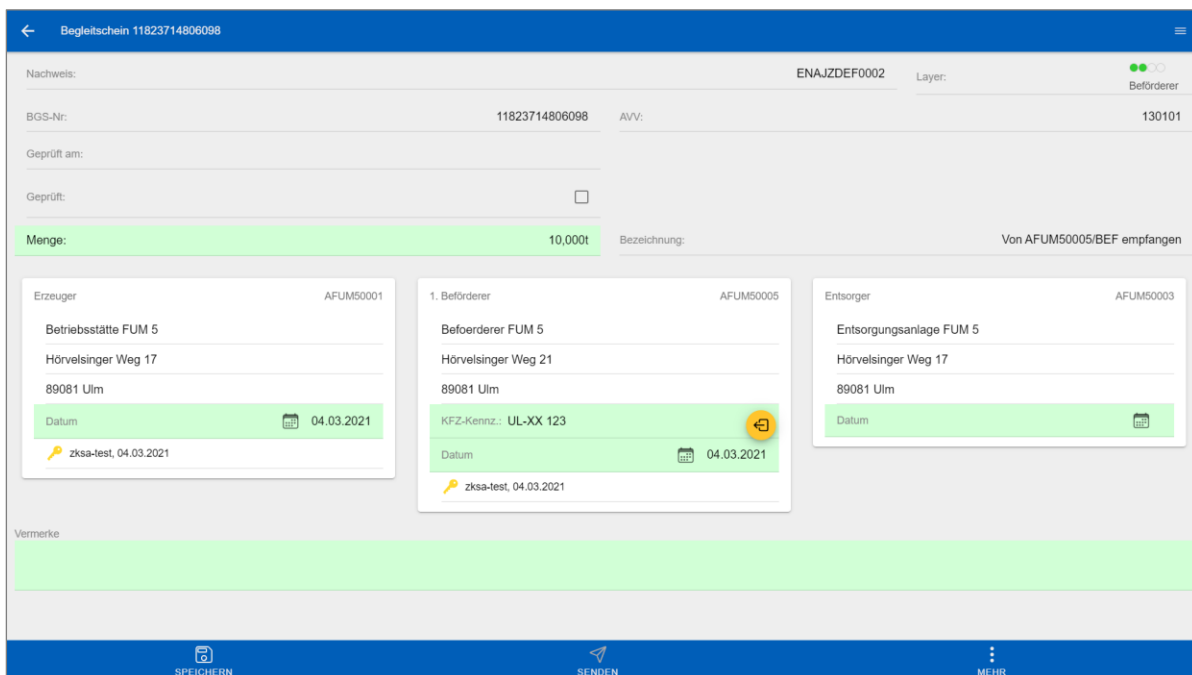 Begleitschein 11823714806098
Nachweis: ENAJZDEF0002
Layer: Beförderer
BGS-Nr: 11823714806098
AVV: 130101
Geprüft am:
Geprüft:
Menge: 10,000t
Bezeichnung: Von AFUM50005/BEF empfangen
Erzeuger AFUM50001
Betriebsstätte FUM 5
Hörvelsinger Weg 17
89081 Ulm
Datum 04.03.2021
zksa-test, 04.03.2021
1. Beförderer AFUM50005
Befoerderer FUM 5
Hörvelsinger Weg 21
89081 Ulm
KFZ-Kennz.: UL-XX 123
Datum 04.03.2021
zksa-test, 04.03.2021
Entsorger AFUM50003
Entsorgungsanlage FUM 5
Hörvelsinger Weg 17
89081 Ulm
Datum
Vermerke
SPEICHERN
SENDEN
MEHR